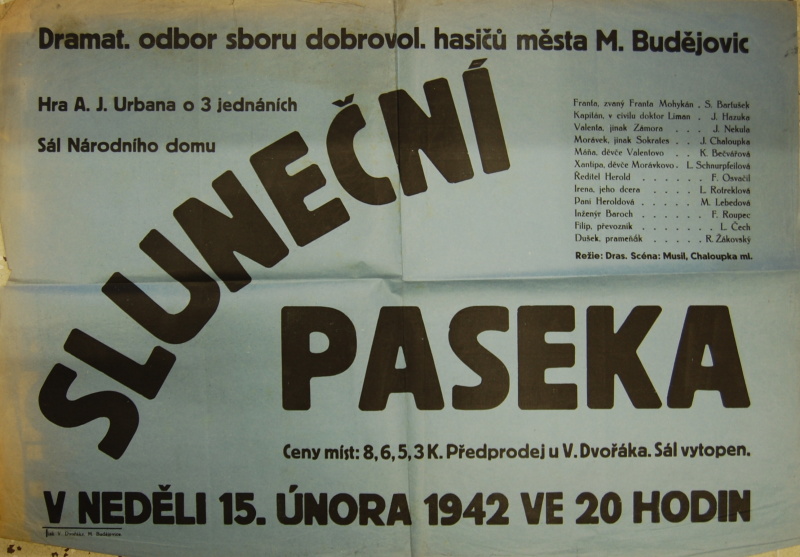 Dramat. odbor sboru dobrovol. hasičů města M. Budějovic
Hra A. J. Urbana o 3 jednáních
Sál Národního domu
SLUNEČNÍ
PASEKA
Franta, zvaný Franta Mohykán . S. Bartušek
Kapitán, v civilu doktor Liman . J. Hazuka
Valenta, jinak Zámora . . . J. Nekula
Morávek, jinak Sokrates . . J. Chaloupka
Máňa, děvče Valentovo . . K. Bečvářová
Xantipa, děvče Morávkovo . L. Schnurpfeilová
Ředitel Herold . . . . . F. Osvačil
Irena, jeho dcera . . . . L. Rotreklová
Paní Heroldová . . . . . M. Lebedová
Inženýr Baroch . . . . . . F. Roupec
Filip, převozník . . . . . . L. Čech
Dušek, prameňák . . . . . R. Žákovský
Režie: Dras. Scéna: Musil, Chaloupka ml.
Ceny míst: 8, 6, 5, 3 K. Předprodej u V. Dvořáka. Sál vytopen.
V NEDĚLI 15. ÚNORA 1942 VE 20 HODIN
Dvořáka, M. Budějovice.